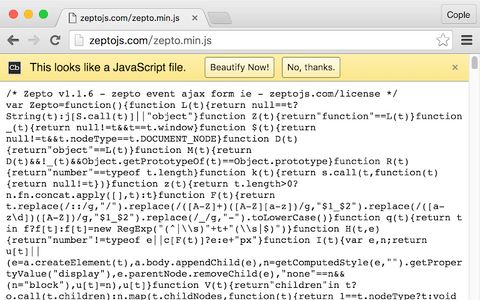 zeptojs.com/zepto.min.js
Cople
zeptojs.com/zepto.min.js
Cb This looks like a JavaScript file. Beautify Now! No, thanks.
/* Zepto v1.1.6 - zepto event ajax form ie - zeptojs.com/license */
var Zepto=function(){function L(t){return null==t?
String(t):j[S.call(t)]||"object"}function Z(t){return"function"==L(t)}function
_(t){return null!=t&&t==t.window}function $(t){return
null!=t&&t.nodeType==t.DOCUMENT_NODE}function D(t)
{return"object"==L(t)}function M(t){return
D(t)&&!_(t)&&Object.getPrototypeOf(t)==Object.prototype}function R(t)
{return"number"==typeof t.length}function k(t){return s.call(t,function(t)
{return null!=t})}function z(t){return t.length>0?
n.fn.concat.apply([],t):t}function F(t){return
t.replace(/::/g,"/").replace(/([A-Z]+)([A-Z][a-z])/g,"$1_$2").replace(/([a-
z\d])([A-Z])/g,"$1_$2").replace(/_/g,"-").toLowerCase()}function q(t){return t
in f?f[t]:f[t]=new RegExp("(^|\\s)"+t+"(\\s|$)")}function H(t,e)
{return"number"!=typeof e||c[F(t)]?e:e+"px"}function I(t){var e,n;return
u[t]||
(e=a.createElement(t),a.body.appendChild(e),n=getComputedStyle(e,"").getProper
tyValue("display"),e.parentNode.removeChild(e),"none"==n&&
(n="block"),u[t]=n),u[t]}function V(t){return"children"in t?
o.call(t.children):n.map(t.childNodes,function(t){return 1==t.nodeType?t:void